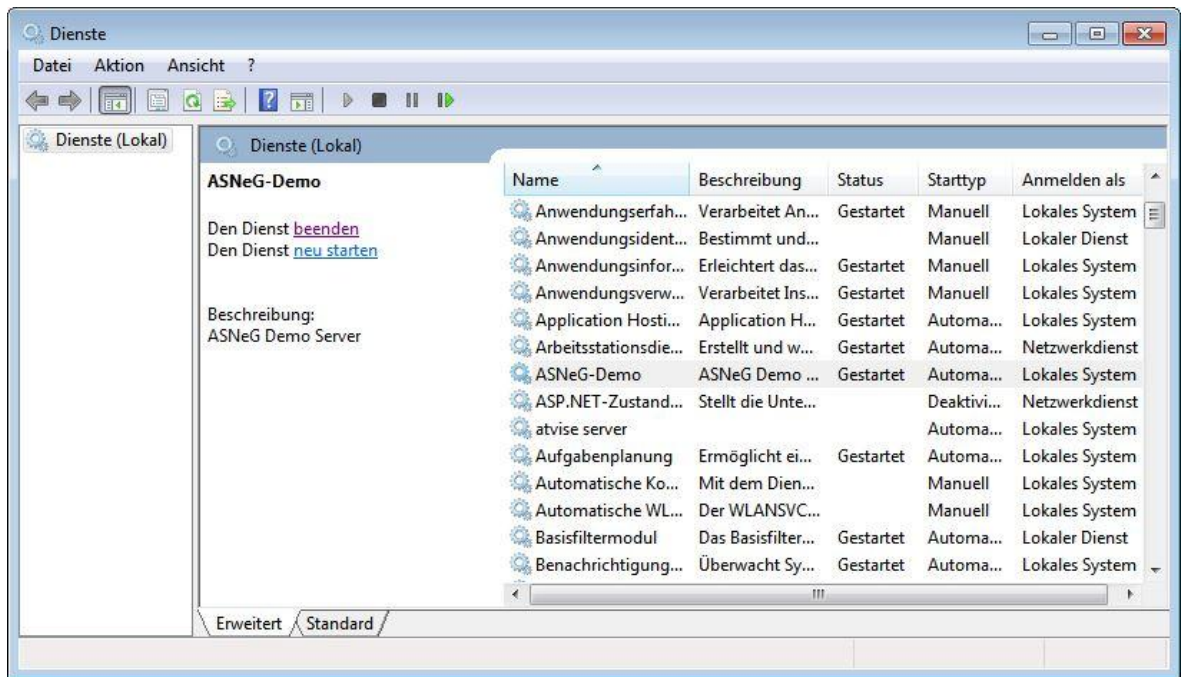 Dienste
Datei Aktion Ansicht ?
Dienste (Lokal)
Dienste (Lokal)
ASNeG-Demo
Den Dienst beenden
Den Dienst neu starten
Beschreibung:
ASNeG Demo Server
Name Beschreibung Status Starttyp Anmelden als
Anwendungserfah... Verarbeitet An... Gestartet Manuell Lokales System
Anwendungsident... Bestimmt und... Manuell Lokaler Dienst
Anwendungsinfor... Erleichtert das... Gestartet Manuell Lokales System
Anwendungsverw... Verarbeitet Ins... Gestartet Manuell Lokales System
Application Hosti... Application H... Gestartet Automa... Lokales System
Arbeitsstationsdie... Erstellt und w... Gestartet Automa... Netzwerkdienst
ASNeG-Demo ASNeG Demo ... Gestartet Automa... Lokales System
ASP.NET-Zustand... Stellt die Unte... Deaktivi... Netzwerkdienst
atvise server Automa... Lokales System
Aufgabenplanung Ermöglicht ei... Gestartet Automa... Lokales System
Automatische Ko... Mit dem Dien... Manuell Lokales System
Automatische WL... Der WLANSVC... Manuell Lokales System
Basisfiltermodul Das Basisfilter... Gestartet Automa... Lokaler Dienst
Benachrichtigung... Überwacht Sy... Gestartet Automa... Lokales System
Erweitert Standard